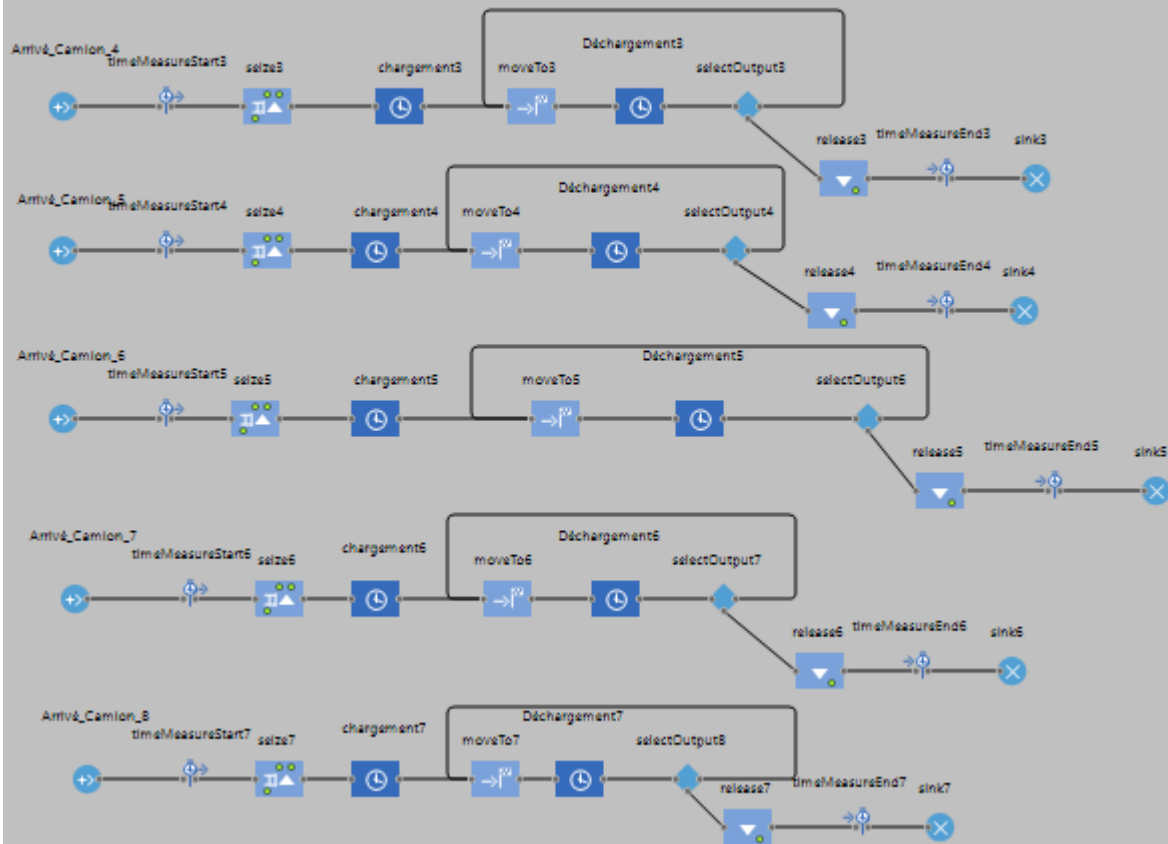 Arrivé_Camion_4
timeMeasureStart3
seize3
chargement3
moveTo3
Déchargement3
selectOutput3
release3
timeMeasureEnd3
sink3
Arrivé_Camion_5
timeMeasureStart4
seize4
chargement4
moveTo4
Déchargement4
selectOutput4
release4
timeMeasureEnd4
sink4
Arrivé_Camion_6
timeMeasureStart5
seize5
chargement5
moveTo5
Déchargement5
selectOutput6
release5
timeMeasureEnd5
sink5
Arrivé_Camion_7
timeMeasureStart6
seize6
chargement6
moveTo6
Déchargement6
selectOutput7
release6
timeMeasureEnd6
sink6
Arrivé_Camion_8
timeMeasureStart7
seize7
chargement7
moveTo7
Déchargement7
selectOutput8
release7
timeMeasureEnd7
sink7